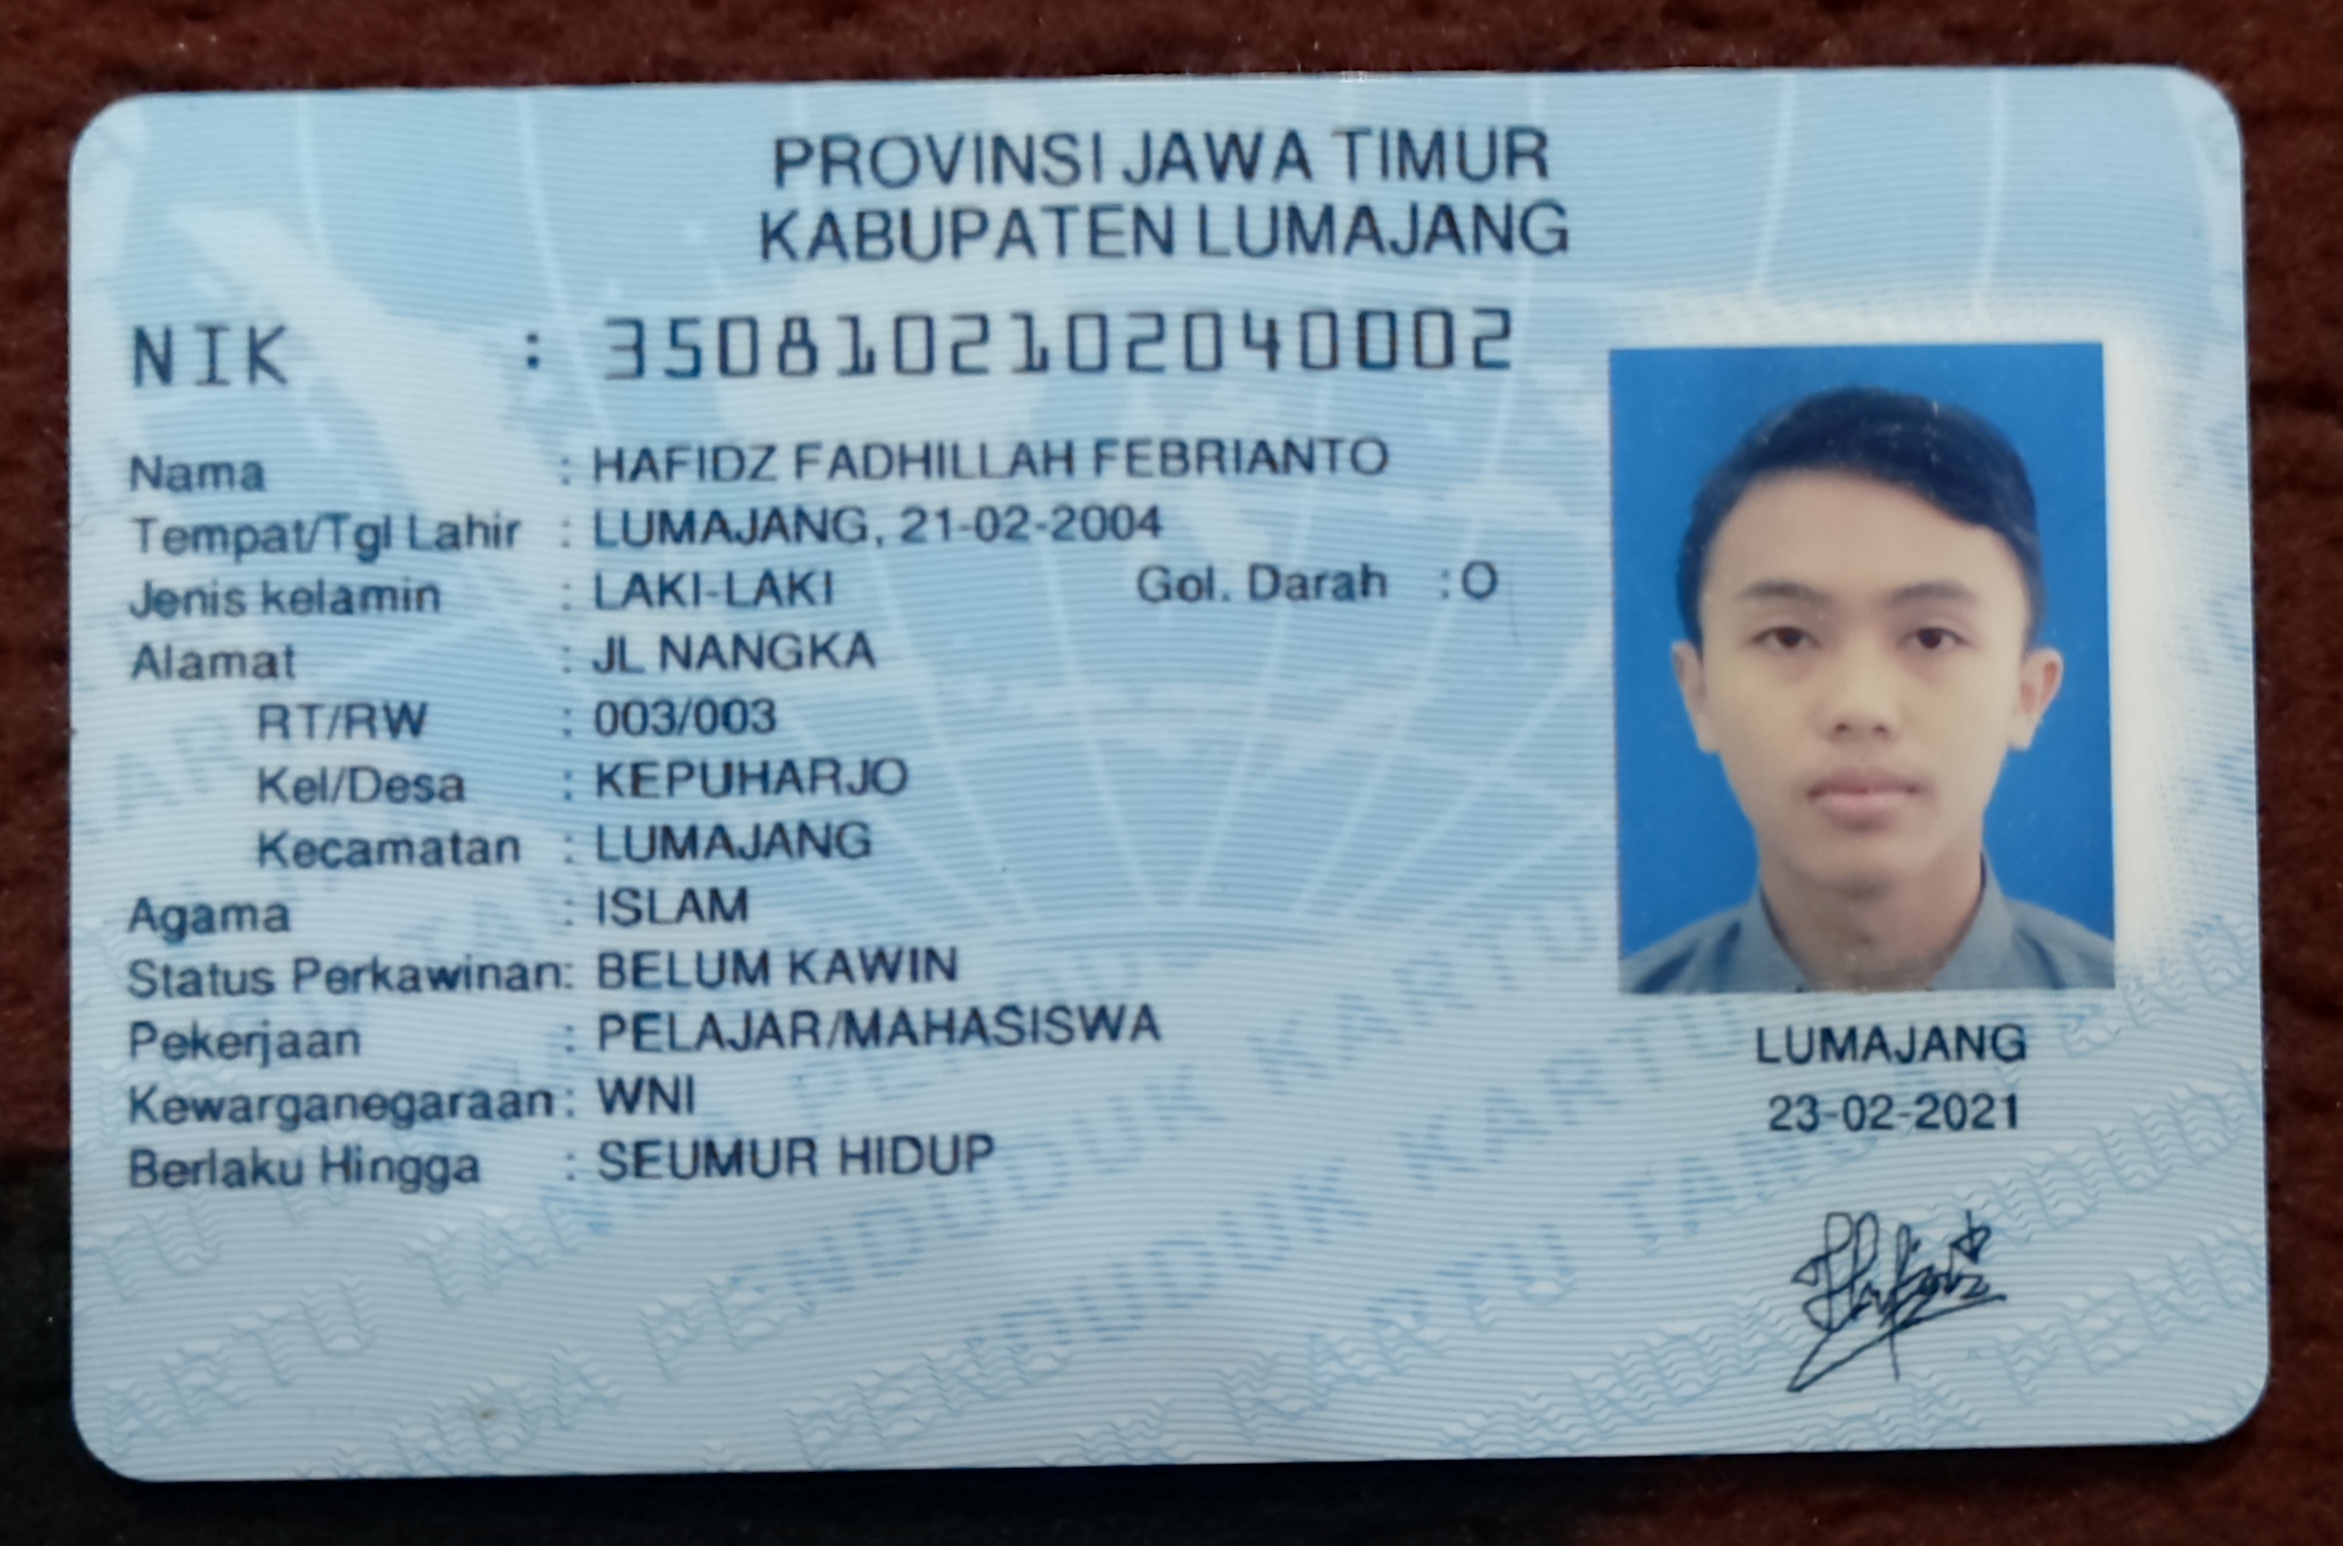 PROVINSI JAWA TIMUR
KABUPATEN LUMAJANG
NIK : 3508102102040002
Nama : HAFIDZ FADHILLAH FEBRIANTO
Tempat/Tgl Lahir : LUMAJANG, 21-02-2004
Jenis kelamin : LAKI-LAKI Gol. Darah : O
Alamat : JL NANGKA
RT/RW : 003/003
Kel/Desa : KEPUHARJO
Kecamatan : LUMAJANG
Agama : ISLAM
Status Perkawinan : BELUM KAWIN
Pekerjaan : PELAJAR/MAHASISWA
Kewarganegaraan : WNI
Berlaku Hingga : SEUMUR HIDUP
LUMAJANG
23-02-2021